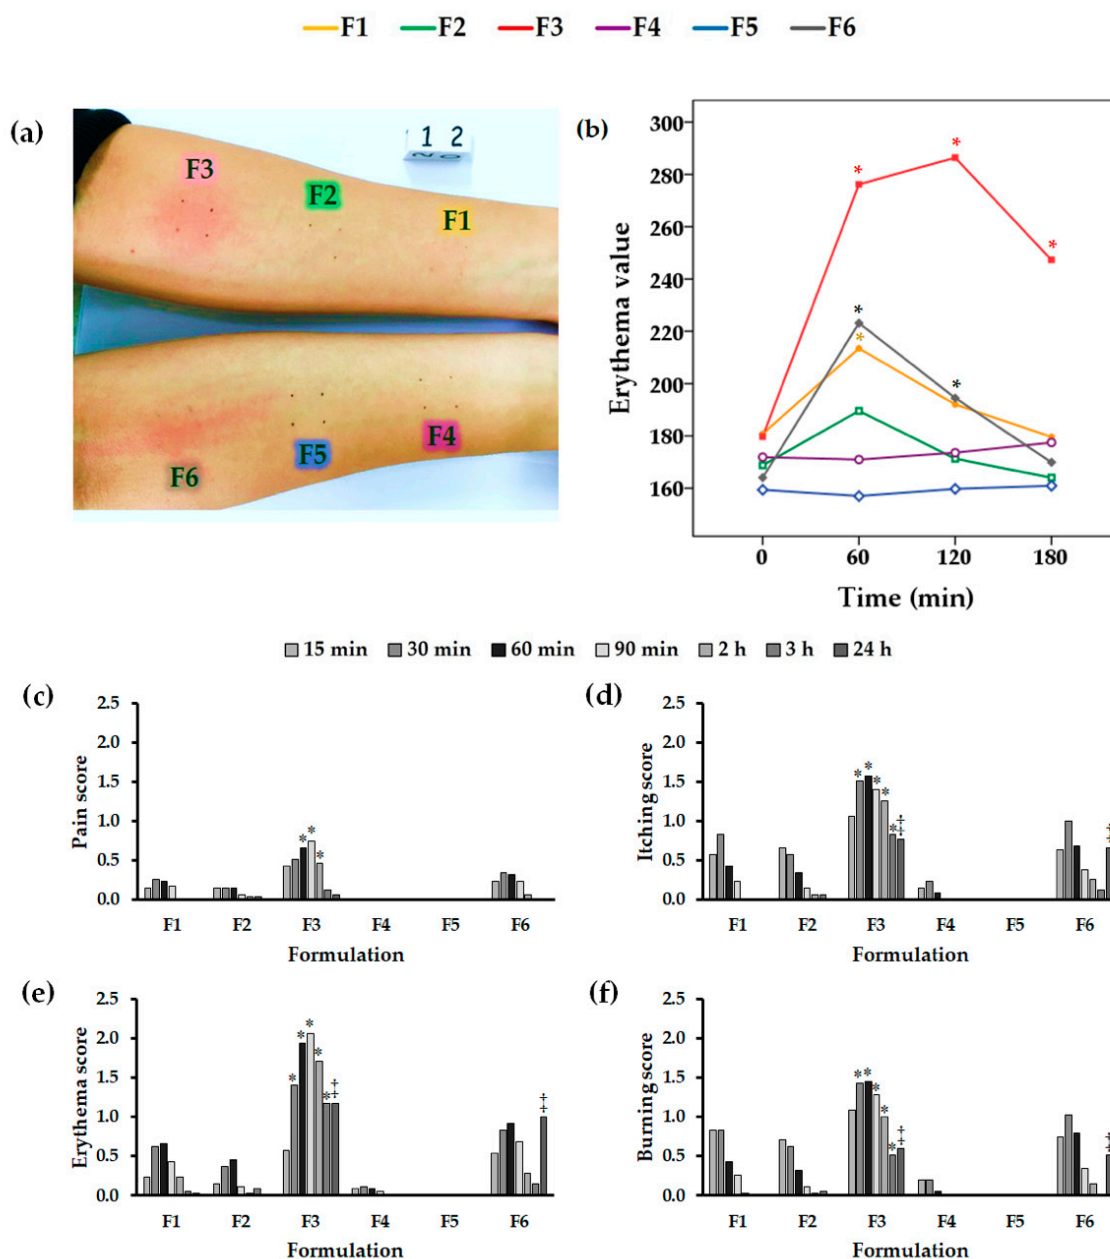 F1 F2 F3 F4 F5 F6
(a)
F3
F2
F1
1 2
NO
F6
F5
F4
(b)
Erythema value
300
280
260
240
220
200
180
160
*
*
*
*
*
*
0 60 120 180
Time (min)
15 min 30 min 60 min 90 min 2 h 3 h 24 h
(c)
Pain score
2.5
2.0
1.5
1.0
0.5
0.0
* * *
F1 F2 F3 F4 F5 F6
Formulation
(d)
Itching score
2.5
2.0
1.5
1.0
0.5
0.0
* * * * * ‡
‡
F1 F2 F3 F4 F5 F6
Formulation
(e)
Erythema score
2.5
2.0
1.5
1.0
0.5
0.0
* * * * * ‡
‡
F1 F2 F3 F4 F5 F6
Formulation
(f)
Burning score
2.5
2.0
1.5
1.0
0.5
0.0
* * * * * ‡
‡
F1 F2 F3 F4 F5 F6
Formulation